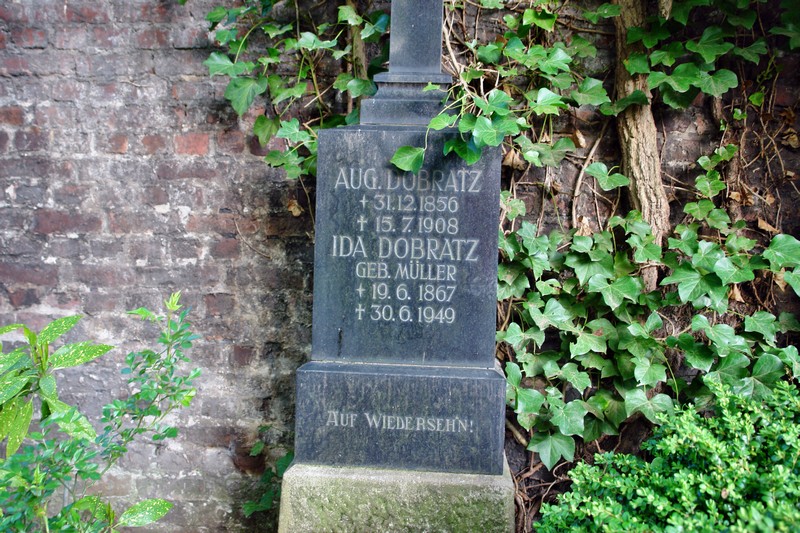 AUG. DOBRATZ
✝ 31.12.1856
✝ 15.7.1908
IDA DOBRATZ
GEB. MÜLLER
✝ 19.6.1867
✝ 30.6.1949
AUF WIEDERSEHN!